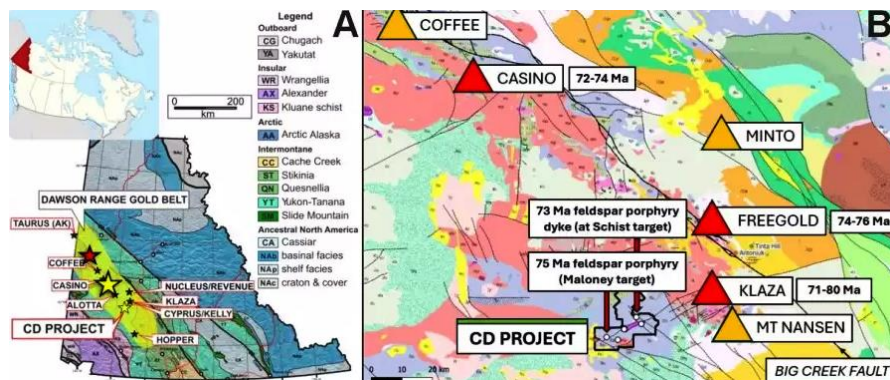 A
Legend
Outboard
CG Chugach
YA Yakutat
Insular
WR Wrangellia
AX Alexander
KS Kluane schist
Arctic
AA Arctic Alaska
Intermontane
CC Cache Creek
ST Stikinia
QN Quesnellia
YT Yukon-Tanana
SM Slide Mountain
Ancestral North America
CA Cassiar
NAb basinal facies
NAp shelf facies
NAc craton & cover
0 200
km
DAWSON RANGE GOLD BELT
TAURUS (AK)
COFFEE
CASINO
ALOTTA
NUCLEUS/REVENUE
KLAZA
CYPRUS/KELLY
CD PROJECT
HOPPER
WR
AX
B
COFFEE
CASINO
72-74 Ma
MINTO
73 Ma feldspar porphyry
dyke (at Schist target)
FREEGOLD
74-76 Ma
75 Ma feldspar porphyry
(Maloney target)
KLAZA
71-80 Ma
CD PROJECT
MT NANSEN
BIG CREEK FAULT